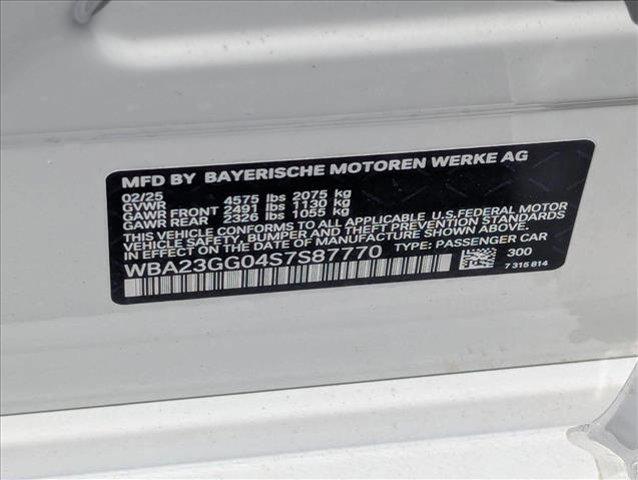 MFD BY BAYERISCHE MOTOREN WERKE AG
02/25
GVWR 4575 lbs 2075 kg
GAWR FRONT 2491 lbs 1130 kg
GAWR REAR 2326 lbs 1055 kg
THIS VEHICLE CONFORMS TO ALL APPLICABLE U.S.FEDERAL MOTOR
VEHICLE SAFETY, BUMPER AND THEFT PREVENTION STANDARDS
IN EFFECT ON THE DATE OF MANUFACTURE SHOWN ABOVE.
WBA23GG04S7S87770 TYPE: PASSENGER CAR
300
7 315 814